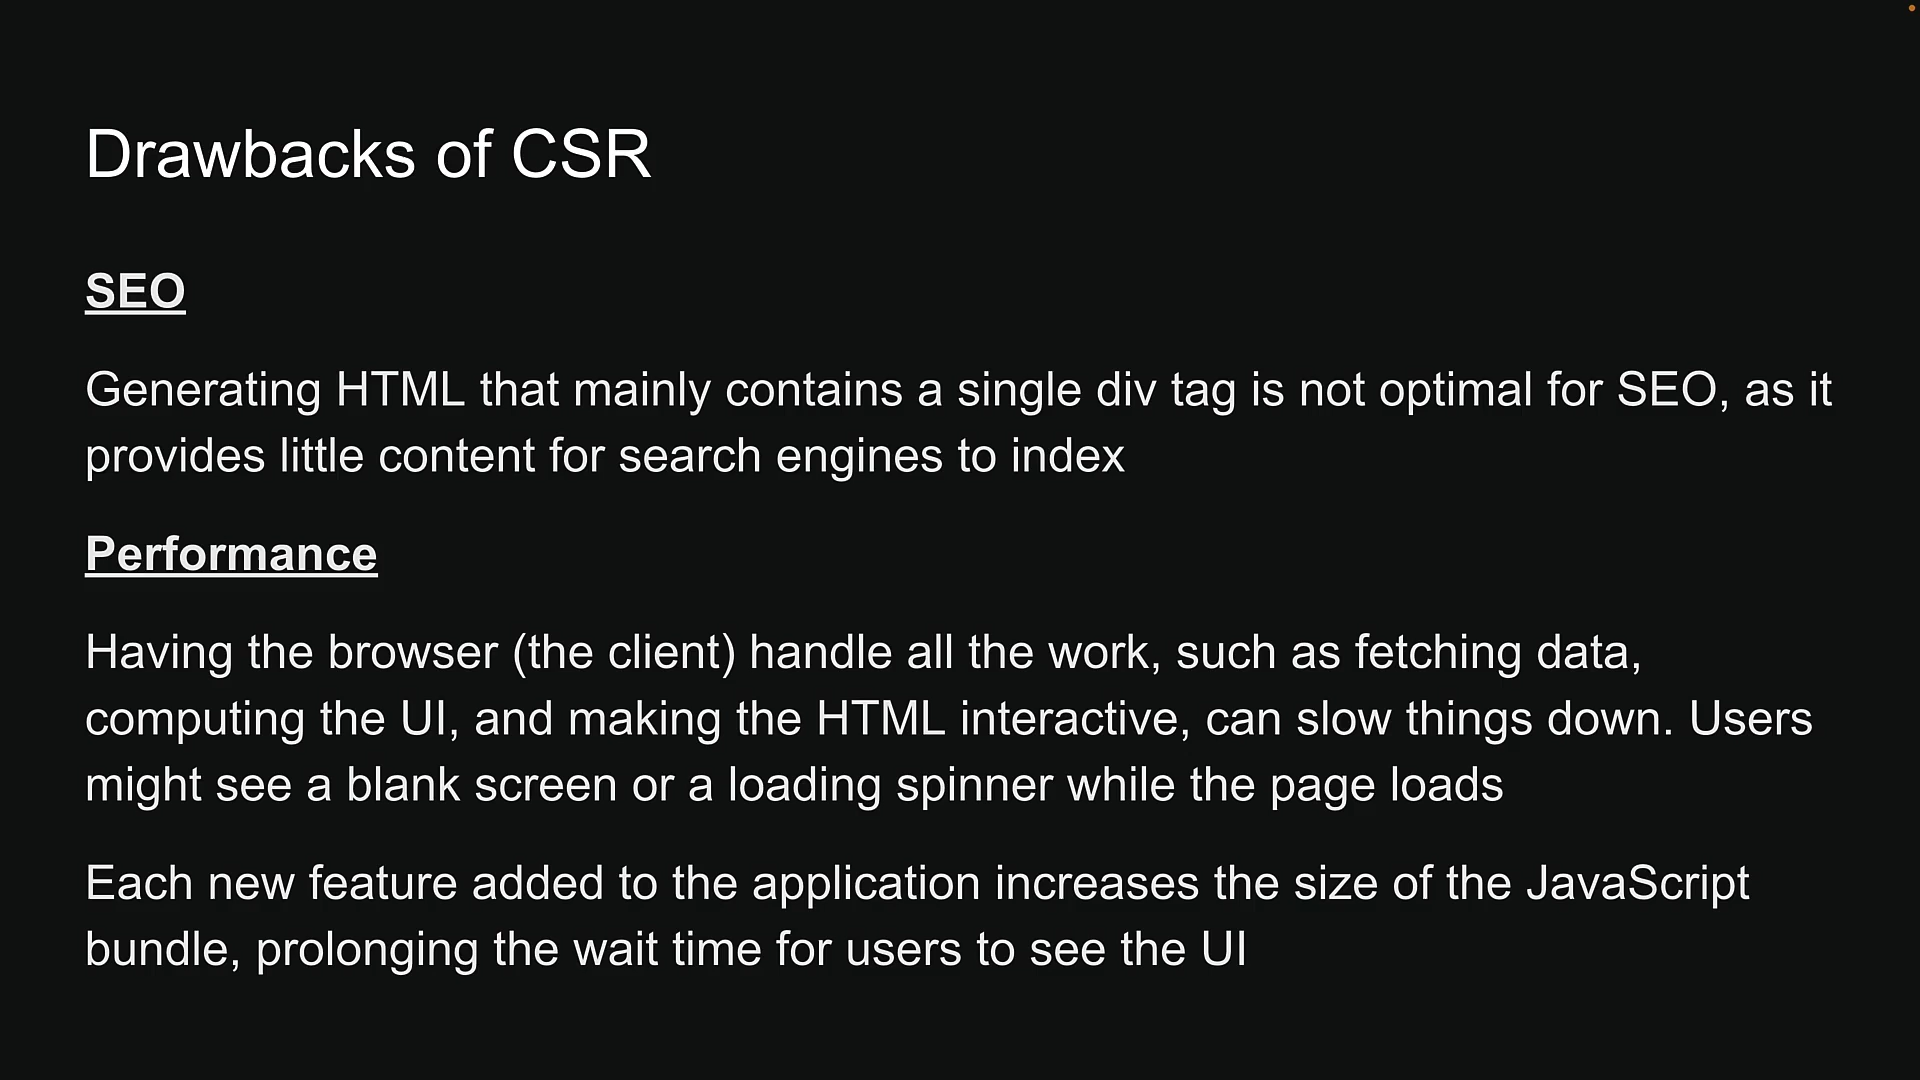 Drawbacks of CSR
SEO
Generating HTML that mainly contains a single div tag is not optimal for SEO, as it
provides little content for search engines to index
Performance
Having the browser (the client) handle all the work, such as fetching data,
computing the UI, and making the HTML interactive, can slow things down. Users
might see a blank screen or a loading spinner while the page loads
Each new feature added to the application increases the size of the JavaScript
bundle, prolonging the wait time for users to see the UI